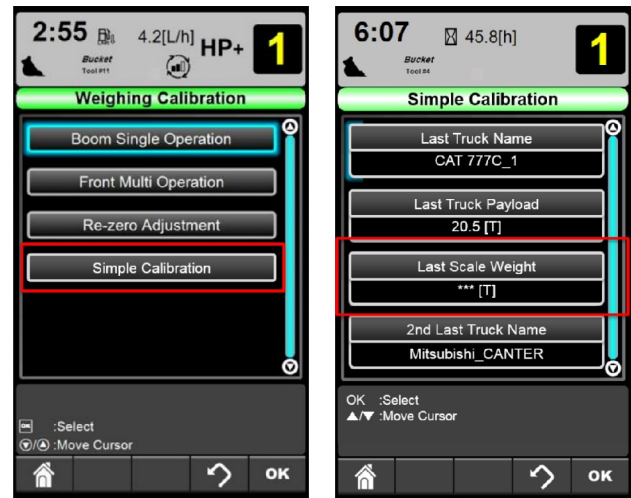 2:55 4.2[L/h] HP+ 1
Bucket
Tool #11
Weighing Calibration
Boom Single Operation
Front Multi Operation
Re-zero Adjustment
Simple Calibration
OK :Select
▼/▲ :Move Cursor
OK
6:07 45.8[h] 1
Bucket
Tool #4
Simple Calibration
Last Truck Name
CAT 777C_1
Last Truck Payload
20.5 [T]
Last Scale Weight
*** [T]
2nd Last Truck Name
Mitsubishi_CANTER
OK :Select
▲/▼ :Move Cursor
OK